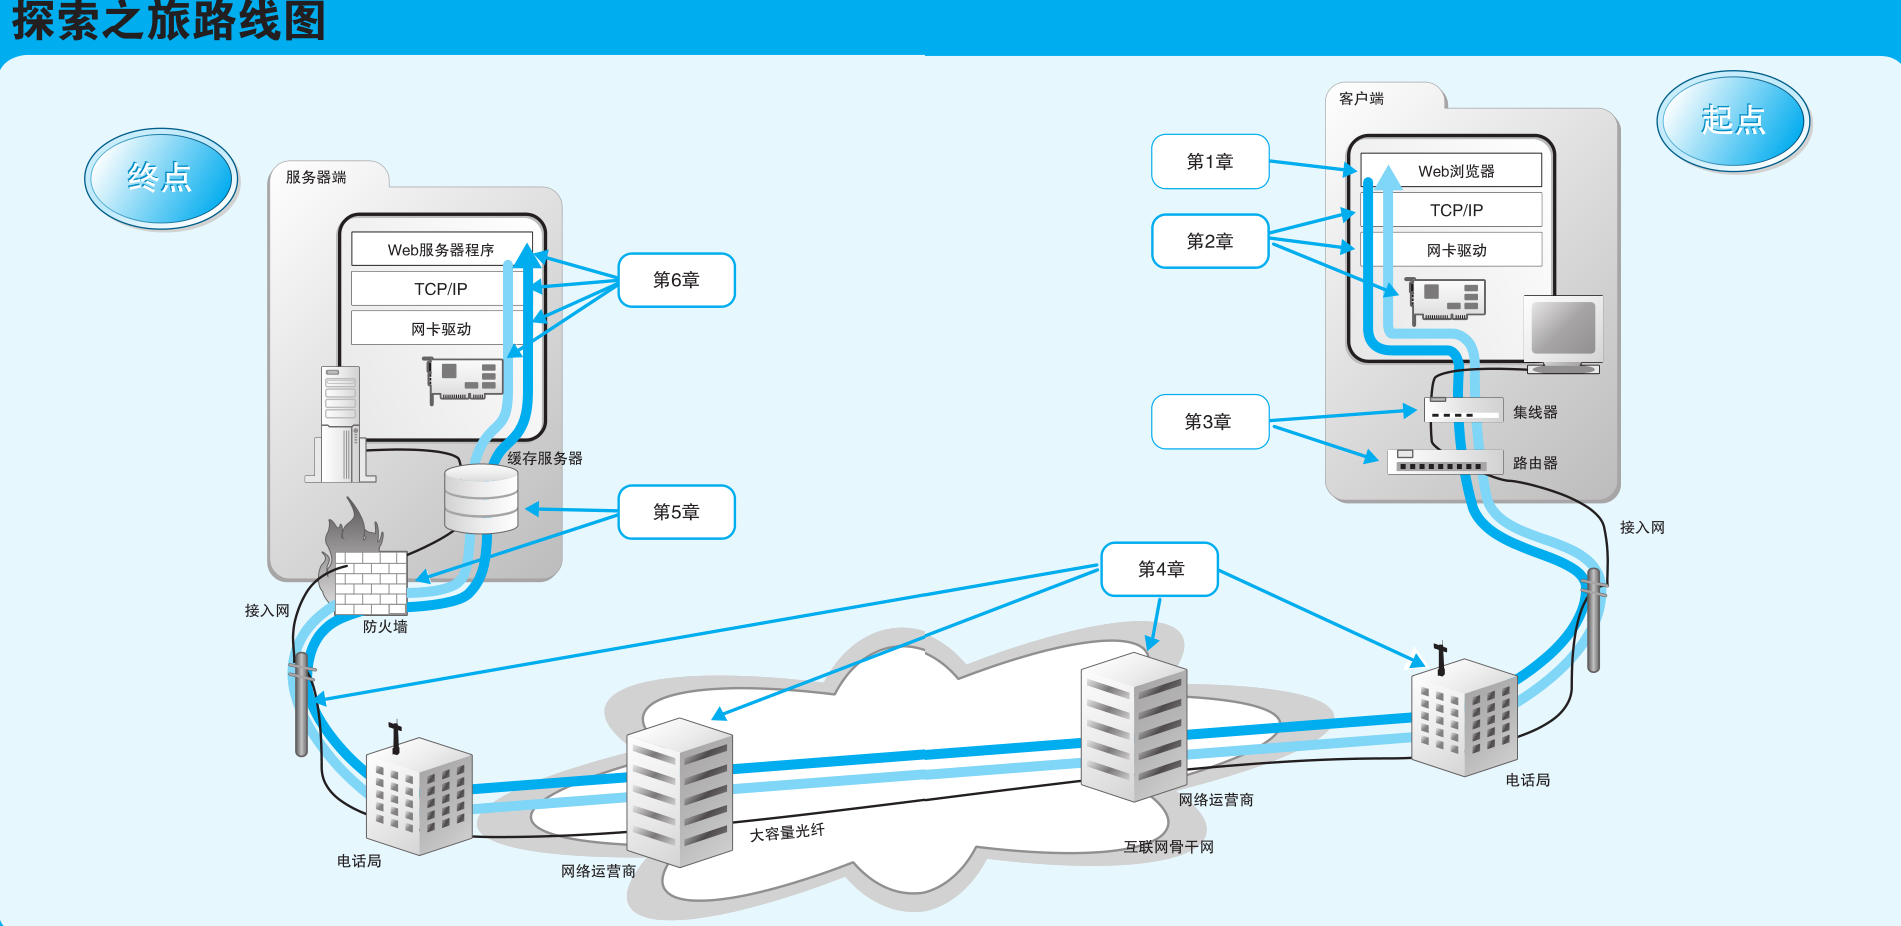 探索之旅路线图
终点
服务器端
Web服务器程序
TCP/IP
网卡驱动
第6章
缓存服务器
第5章
接入网
防火墙
电话局
网络运营商
大容量光纤
起点
客户端
第1章
Web浏览器
第2章
TCP/IP
网卡驱动
第3章
集线器
路由器
接入网
第4章
电话局
网络运营商
互联网骨干网